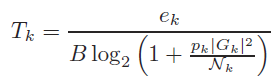 T_k = \frac{e_k}{B \log_2 \left( 1 + \frac{p_k |G_k|^2}{\mathcal{N}_k} \right)}